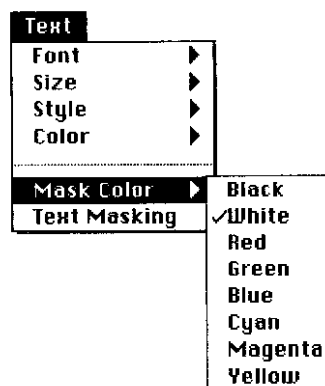 Text
Font
Size
Style
Color
Mask Color
Text Masking
Black
✓White
Red
Green
Blue
Cyan
Magenta
Yellow